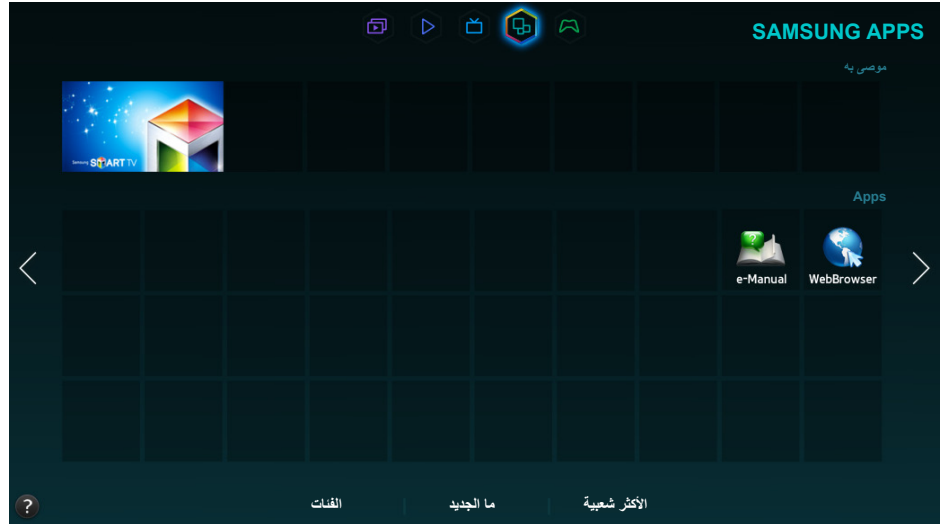 SAMSUNG APPS
موصى به
Samsung SMART TV
Apps
WebBrowser
e-Manual
الأكثر شعبية
ما الجديد
الفئات
?